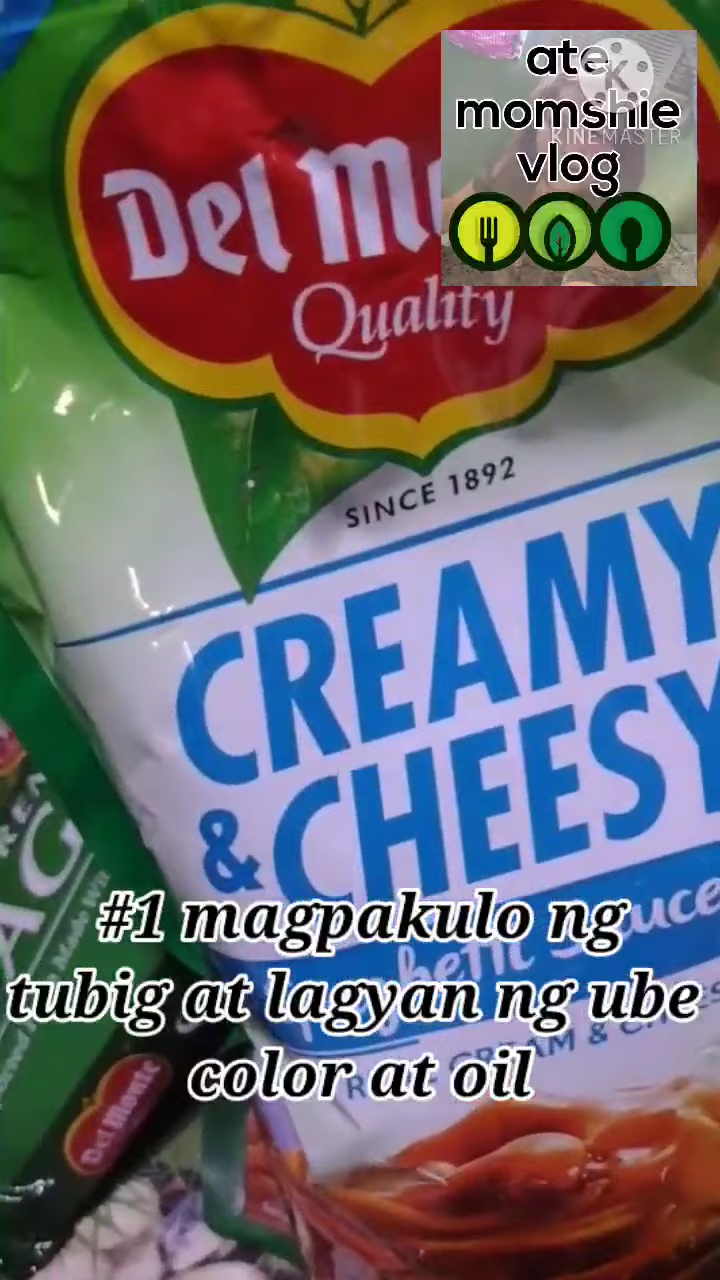 ate
momshie
vlog
K
KINEMASTER
Del M
Quality
SINCE 1892
CREAMY
& CHEESY
#1 magpakulo ng
tubig at lagyan ng ube
color at oil
Del Monte